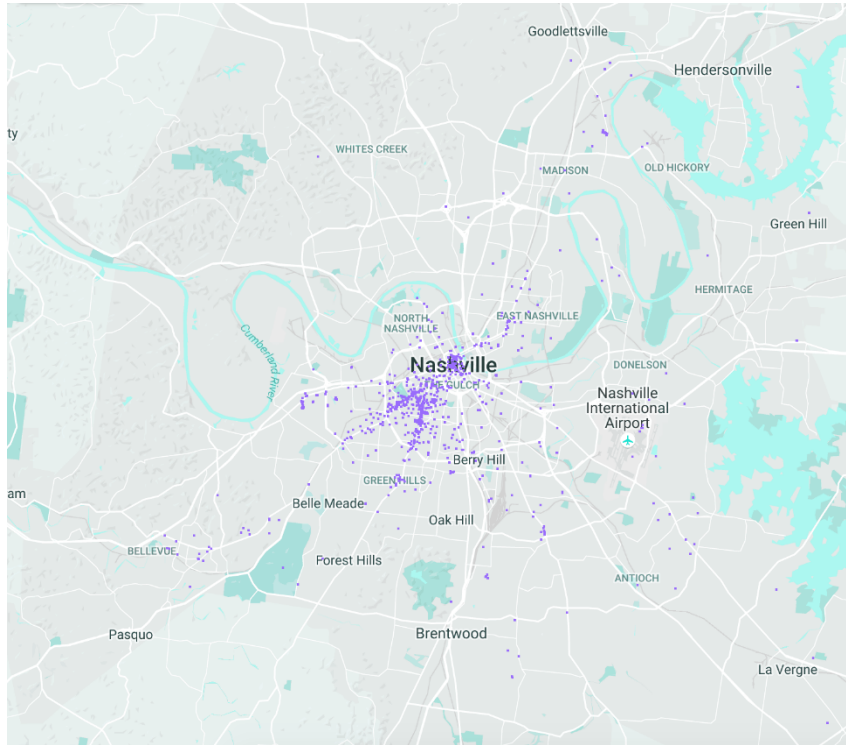 Goodlettsville
Hendersonville
ty
WHITES CREEK
MADISON
OLD HICKORY
Green Hill
HERMITAGE
Cumberland River
NORTH
NASHVILLE
EAST NASHVILLE
Nashville
E GULCH
DONELSON
Nashville
International
Airport
Berry Hill
GREEN HILLS
am
Belle Meade
Oak Hill
BELLEVUE
Forest Hills
ANTIOCH
Pasquo
Brentwood
La Vergne